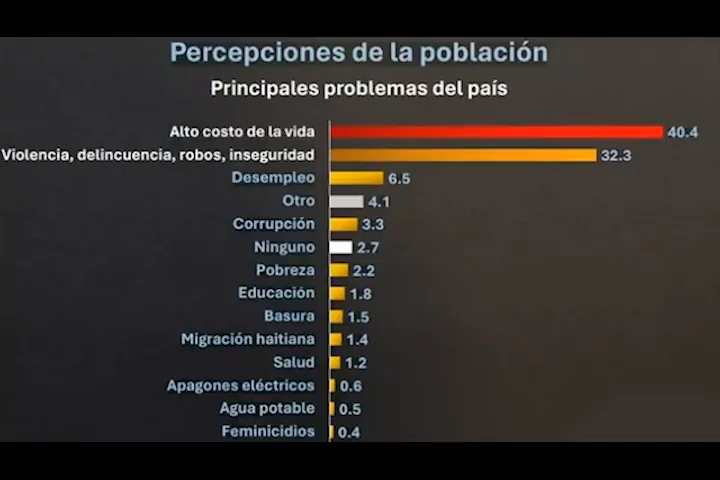 Percepciones de la población
Principales problemas del país
Alto costo de la vida 40.4
Violencia, delincuencia, robos, inseguridad 32.3
Desempleo 6.5
Otro 4.1
Corrupción 3.3
Ninguno 2.7
Pobreza 2.2
Educación 1.8
Basura 1.5
Migración haitiana 1.4
Salud 1.2
Apagones eléctricos 0.6
Agua potable 0.5
Feminicidios 0.4